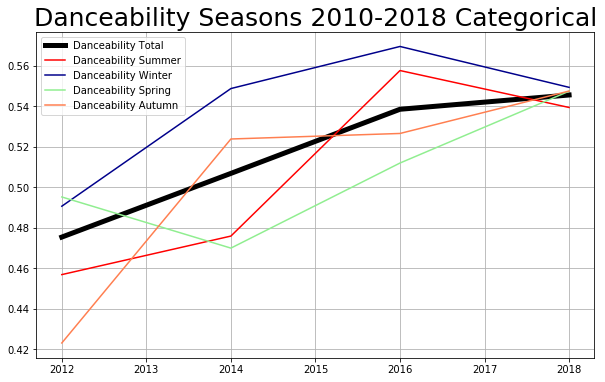 Danceability Seasons 2010-2018 Categorical
Danceability Total
Danceability Summer
Danceability Winter
Danceability Spring
Danceability Autumn
0.56
0.54
0.52
0.50
0.48
0.46
0.44
0.42
2012 2013 2014 2015 2016 2017 2018